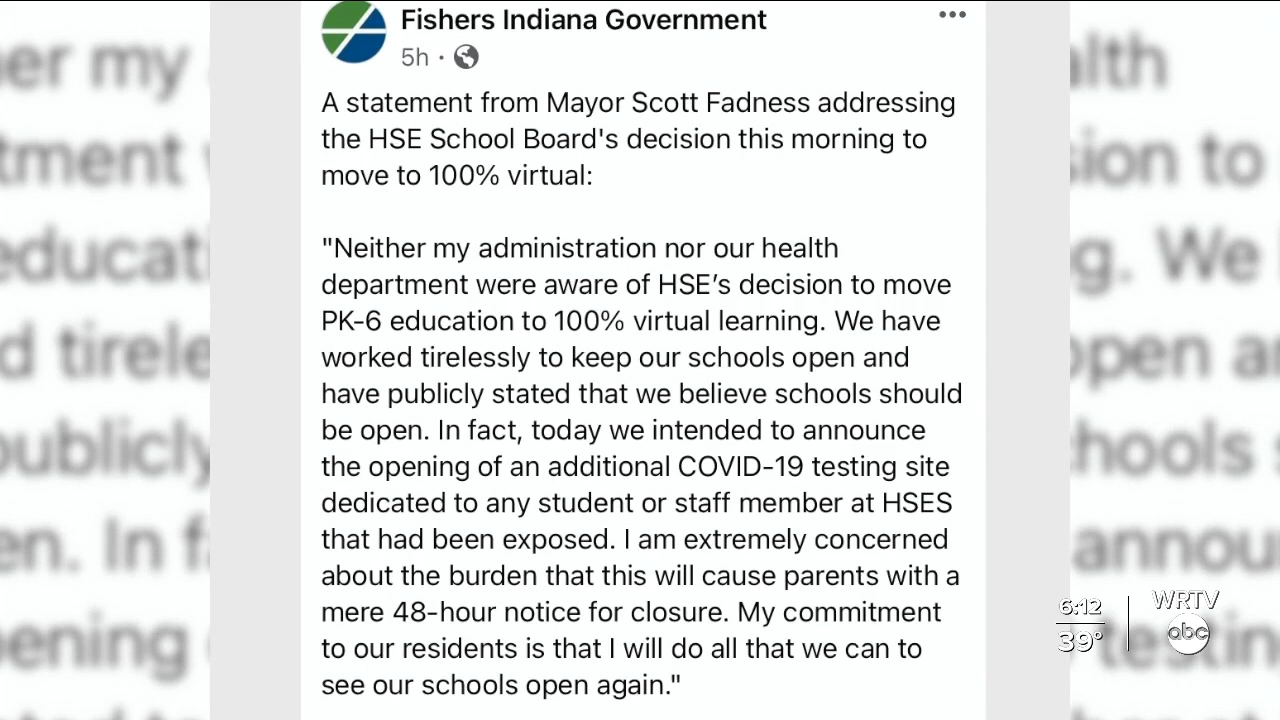 Fishers Indiana Government
5h ·
A statement from Mayor Scott Fadness addressing
the HSE School Board's decision this morning to
move to 100% virtual:
"Neither my administration nor our health
department were aware of HSE’s decision to move
PK-6 education to 100% virtual learning. We have
worked tirelessly to keep our schools open and
have publicly stated that we believe schools should
be open. In fact, today we intended to announce
the opening of an additional COVID-19 testing site
dedicated to any student or staff member at HSES
that had been exposed. I am extremely concerned
about the burden that this will cause parents with a
mere 48-hour notice for closure. My commitment
to our residents is that I will do all that we can to
see our schools open again."
6:12
39°
WRTV
abc